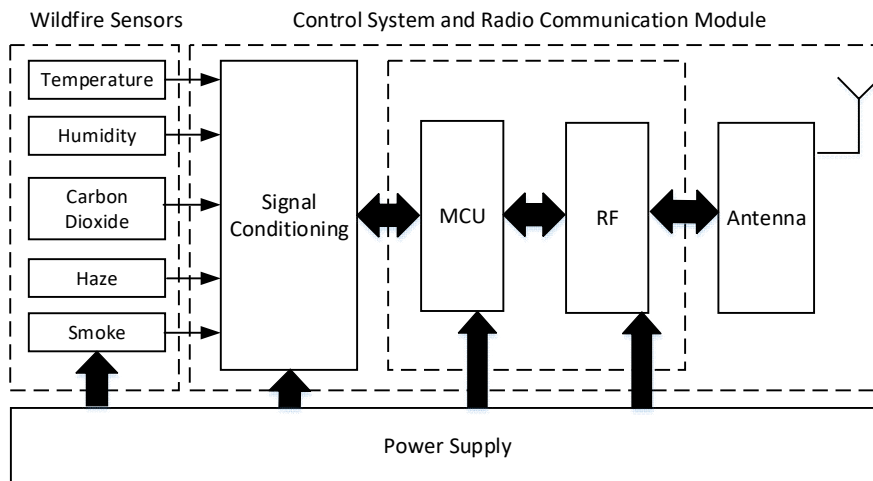 Wildfire Sensors
Control System and Radio Communication Module
Temperature
Humidity
Carbon
Dioxide
Haze
Smoke
Signal
Conditioning
MCU
RF
Antenna
Power Supply